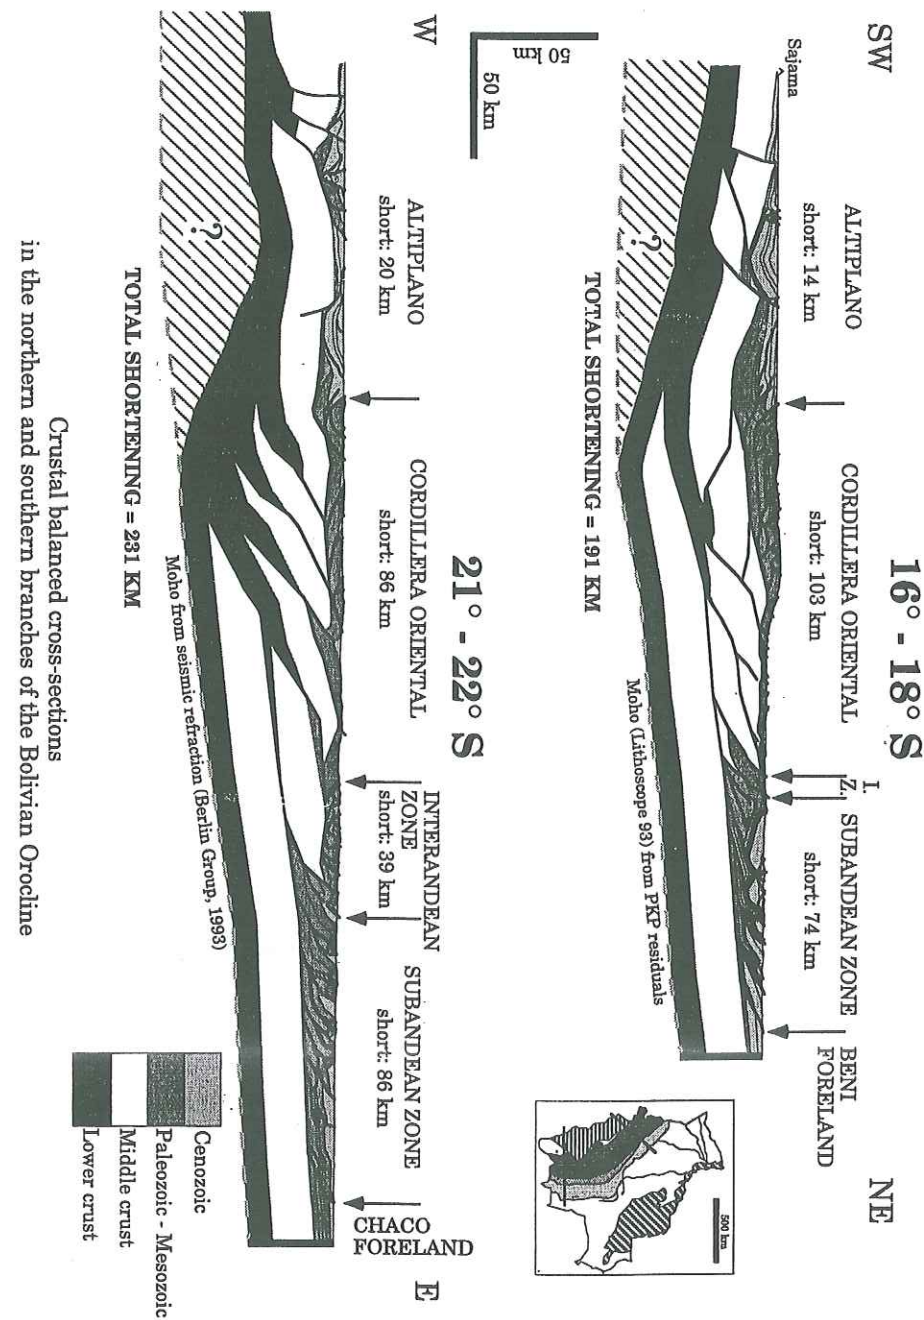 16° - 18° S
SW
NE
Sajama
ALTIPLANO
short: 14 km
CORDILLERA ORIENTAL
short: 103 km
I.
Z.
SUBANDEAN ZONE
short: 74 km
BENI
FORELAND
?
TOTAL SHORTENING = 191 KM
Moho (Lithoscope 93) from PKP residuals
500 km
50 km
50 km
21° - 22° S
W
E
ALTIPLANO
short: 20 km
CORDILLERA ORIENTAL
short: 86 km
INTERANDEAN
ZONE
short: 39 km
SUBANDEAN ZONE
short: 86 km
CHACO
FORELAND
?
TOTAL SHORTENING = 231 KM
Moho from seismic refraction (Berlin Group, 1993)
Cenozoic
Paleozoic - Mesozoic
Middle crust
Lower crust
Crustal balanced cross-sections
in the northern and southern branches of the Bolivian Orocline